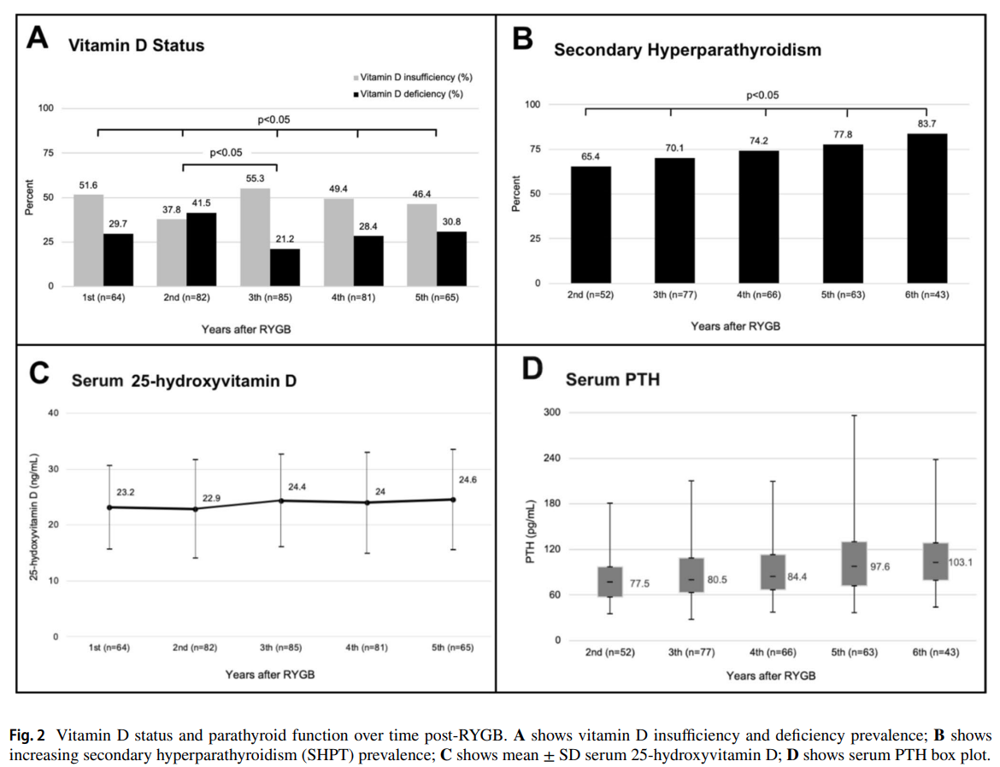 A Vitamin D Status
Vitamin D insufficiency (%)
Vitamin D deficiency (%)
100
p<0.05
75
p<0.05
50
25
0
Percent
51.6
29.7
37.8
41.5
55.3
21.2
49.4
28.4
46.4
30.8
1st (n=64) 2nd (n=82) 3th (n=85) 4th (n=81) 5th (n=65)
Years after RYGB
B Secondary Hyperparathyroidism
p<0.05
100
75
50
25
0
Percent
65.4
70.1
74.2
77.8
83.7
2nd (n=52) 3th (n=77) 4th (n=66) 5th (n=63) 6th (n=43)
Years after RYGB
C Serum 25-hydroxyvitamin D
40
30
20
10
0
25-hydoxyvitamin D (ng/mL)
23.2
22.9
24.4
24
24.6
1st (n=64) 2nd (n=82) 3th (n=85) 4th (n=81) 5th (n=65)
Years after RYGB
D Serum PTH
300
240
180
120
60
0
PTH (pg/mL)
77.5
80.5
84.4
97.6
103.1
2nd (n=52) 3th (n=77) 4th (n=66) 5th (n=63) 6th (n=43)
Years after RYGB
Fig. 2 Vitamin D status and parathyroid function over time post-RYGB. A shows vitamin D insufficiency and deficiency prevalence; B shows
increasing secondary hyperparathyroidism (SHPT) prevalence; C shows mean ± SD serum 25-hydroxyvitamin D; D shows serum PTH box plot.